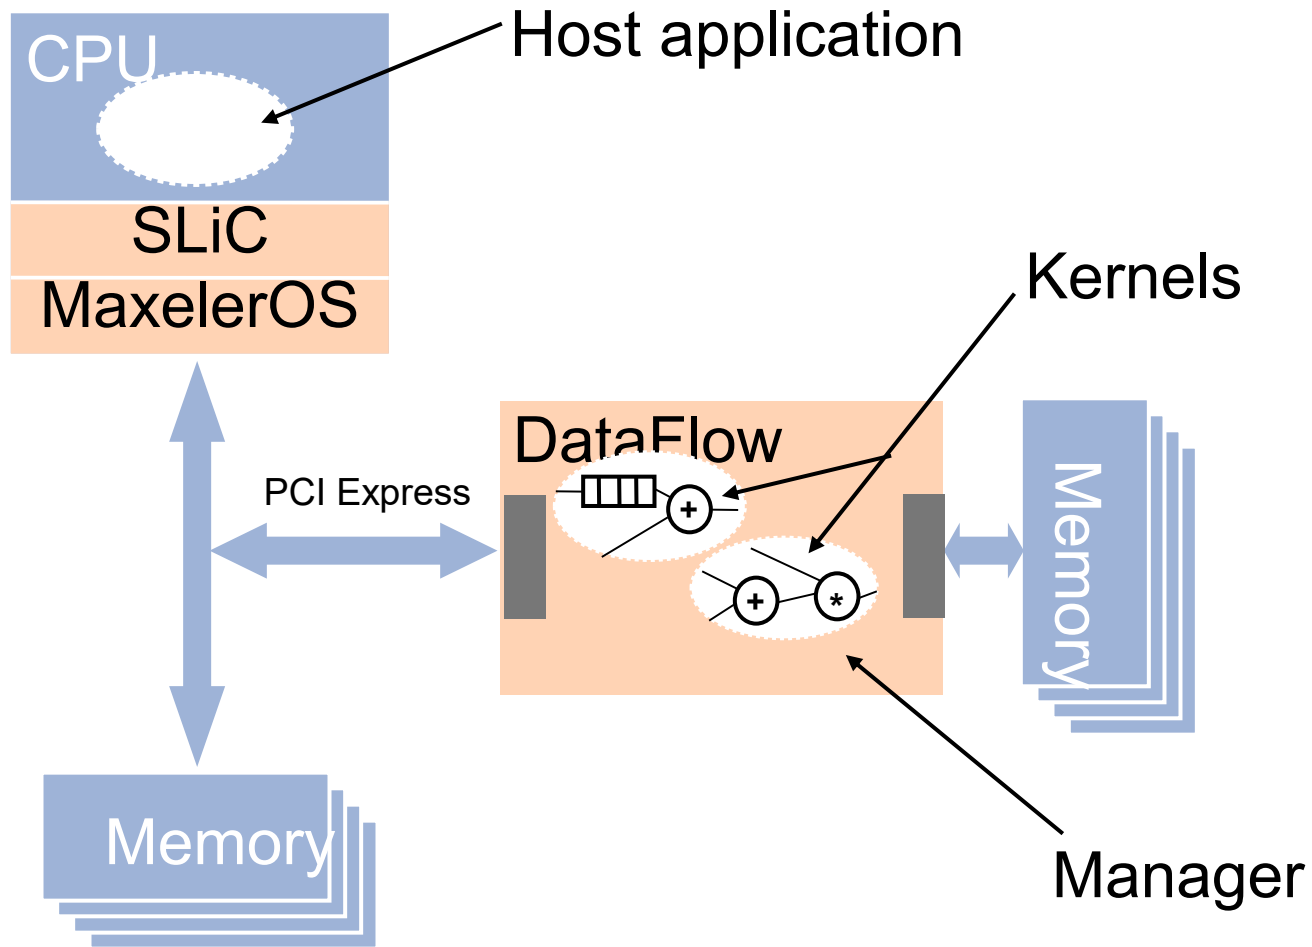 Host application
CPU
SLiC
MaxelerOS
Kernels
DataFlow
PCI Express
+
+
*
Memory
Memory
Manager